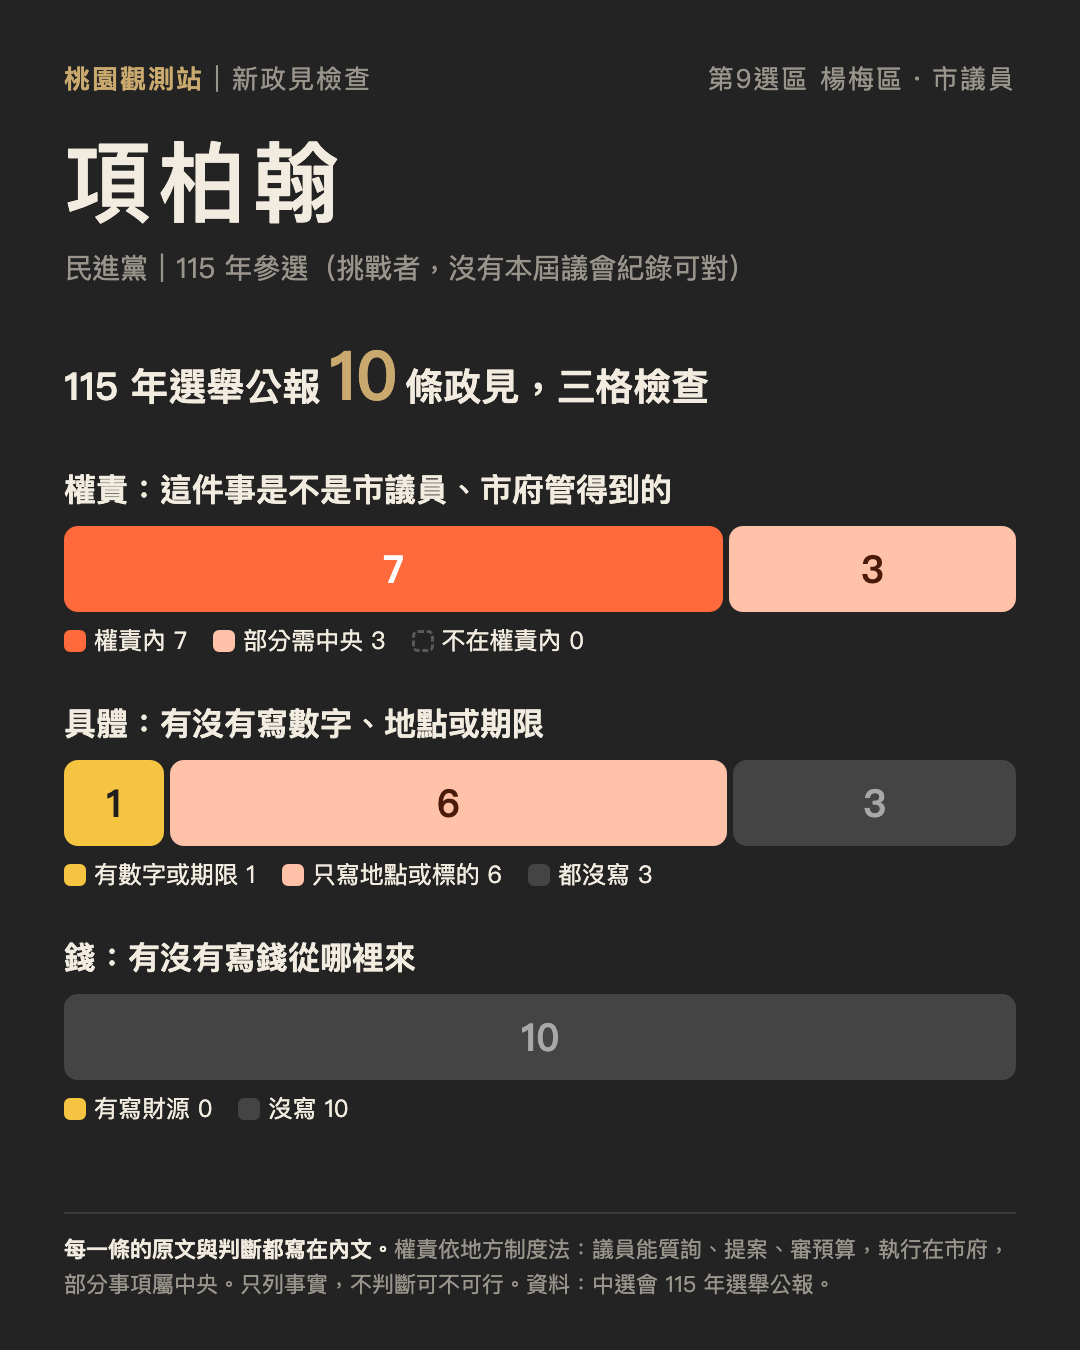 桃園觀測站｜新政見檢查
第9選區 楊梅區・市議員
項柏翰
民進黨｜115 年參選（挑戰者，沒有本屆議會紀錄可對）
115 年選舉公報 10 條政見，三格檢查
權責：這件事是不是市議員、市府管得到的
7 3
權責內 7 部分需中央 3 不在權責內 0
具體：有沒有寫數字、地點或期限
1 6 3
有數字或期限 1 只寫地點或標的 6 都沒寫 3
錢：有沒有寫錢從哪裡來
10
有寫財源 0 沒寫 10
每一條的原文與判斷都寫在內文。權責依地方制度法：議員能質詢、提案、審預算，執行在市府，
部分事項屬中央。只列事實，不判斷可不可行。資料：中選會 115 年選舉公報。